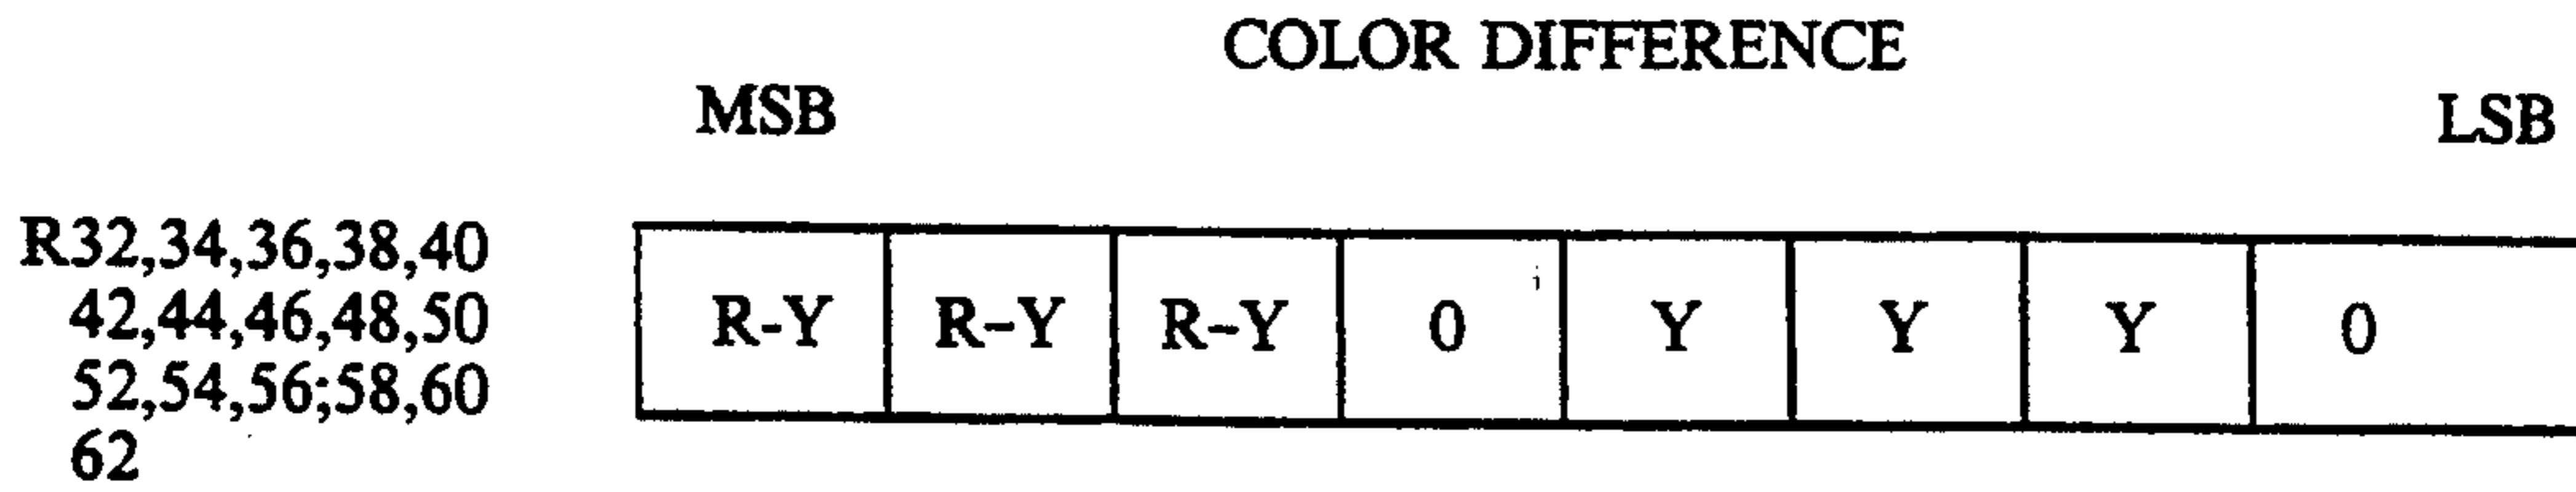 COLOR DIFFERENCE
MSB LSB
R32,34,36,38,40
42,44,46,48,50
52,54,56;58,60
62
R-Y R-Y R-Y 0 Y Y Y 0